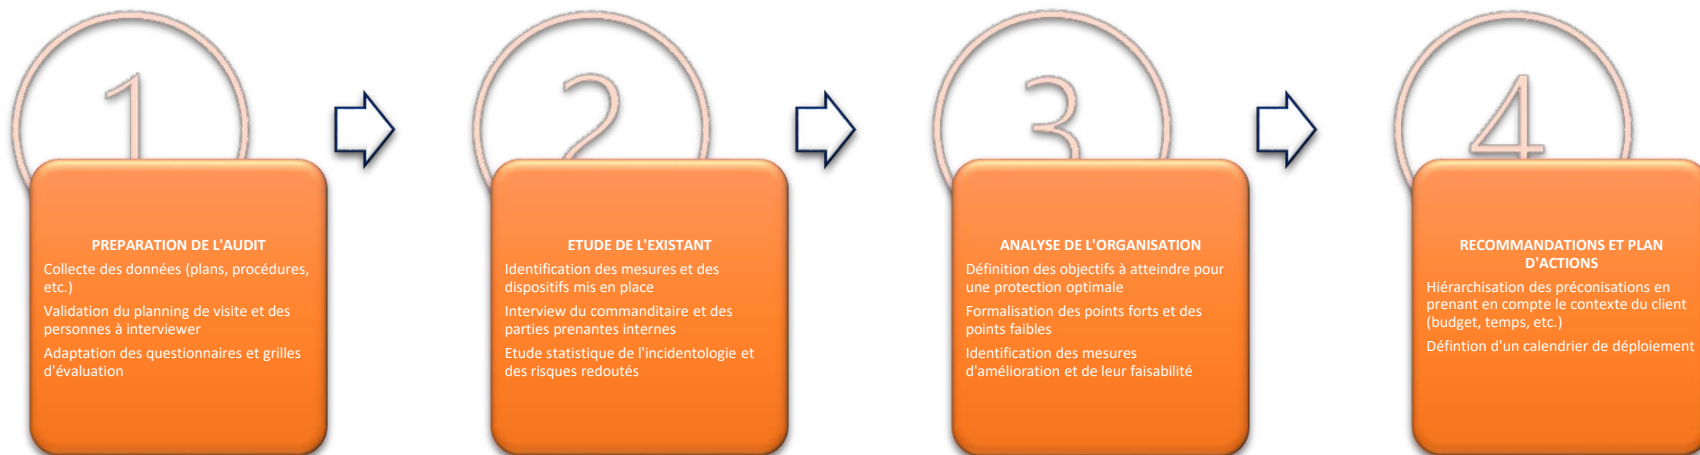 1
PREPARATION DE L'AUDIT
Collecte des données (plans, procédures,
etc.)
Validation du planning de visite et des
personnes à interviewer
Adaptation des questionnaires et grilles
d'évaluation
2
ETUDE DE L'EXISTANT
Identification des mesures et des
dispositifs mis en place
Interview du commanditaire et des
parties prenantes internes
Etude statistique de l'incidentologie et
des risques redoutés
3
ANALYSE DE L'ORGANISATION
Définition des objectifs à atteindre pour
une protection optimale
Formalisation des points forts et des
points faibles
Identification des mesures
d'amélioration et de leur faisabilité
4
RECOMMANDATIONS ET PLAN
D'ACTIONS
Hiérarchisation des préconisations en
prenant en compte le contexte du client
(budget, temps, etc.)
Défintion d'un calendrier de déploiement